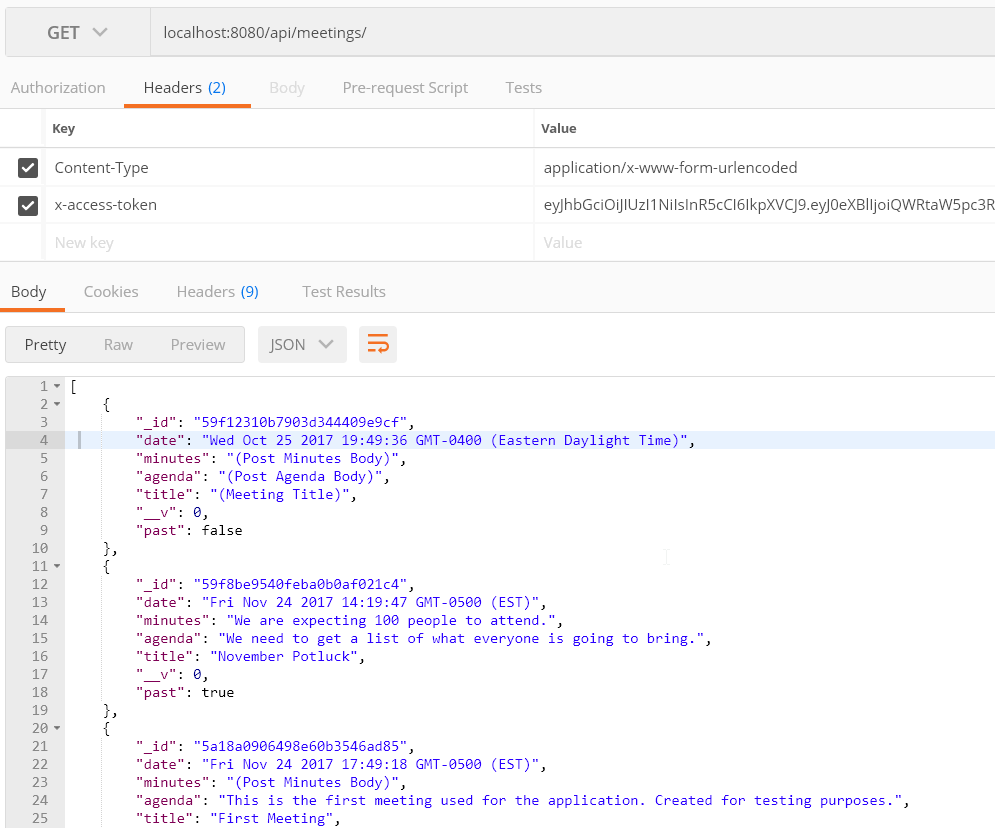 GET localhost:8080/api/meetings/
Authorization Headers (2) Body Pre-request Script Tests
Key Value
Content-Type application/x-www-form-urlencoded
x-access-token eyJhbGciOiJIUzI1NiIsInR5cCI6IkpXVCJ9.eyJ0eXBlIjoiQWRtaW5pc3R
New key Value
Body Cookies Headers (9) Test Results
Pretty Raw Preview JSON
1 [
2 {
3 "_id": "59f12310b7903d344409e9cf",
4 "date": "Wed Oct 25 2017 19:49:36 GMT-0400 (Eastern Daylight Time)",
5 "minutes": "(Post Minutes Body)",
6 "agenda": "(Post Agenda Body)",
7 "title": "(Meeting Title)",
8 "__v": 0,
9 "past": false
10 },
11 {
12 "_id": "59f8be9540feba0b0af021c4",
13 "date": "Fri Nov 24 2017 14:19:47 GMT-0500 (EST)",
14 "minutes": "We are expecting 100 people to attend.",
15 "agenda": "We need to get a list of what everyone is going to bring.",
16 "title": "November Potluck",
17 "__v": 0,
18 "past": true
19 },
20 {
21 "_id": "5a18a0906498e60b3546ad85",
22 "date": "Fri Nov 24 2017 17:49:18 GMT-0500 (EST)",
23 "minutes": "(Post Minutes Body)",
24 "agenda": "This is the first meeting used for the application. Created for testing purposes.",
25 "title": "First Meeting",